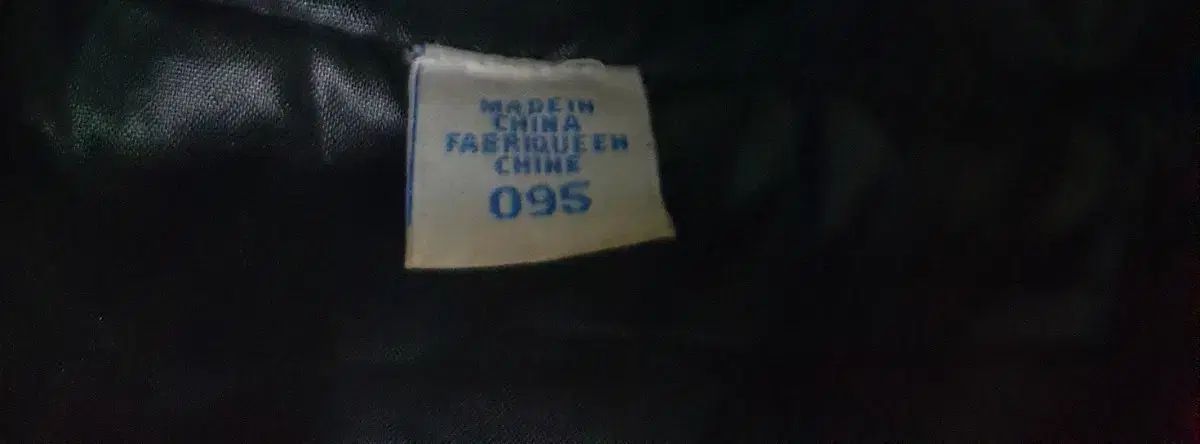 MADE IN
CHINA
FABRIQUE EN
CHINE
095